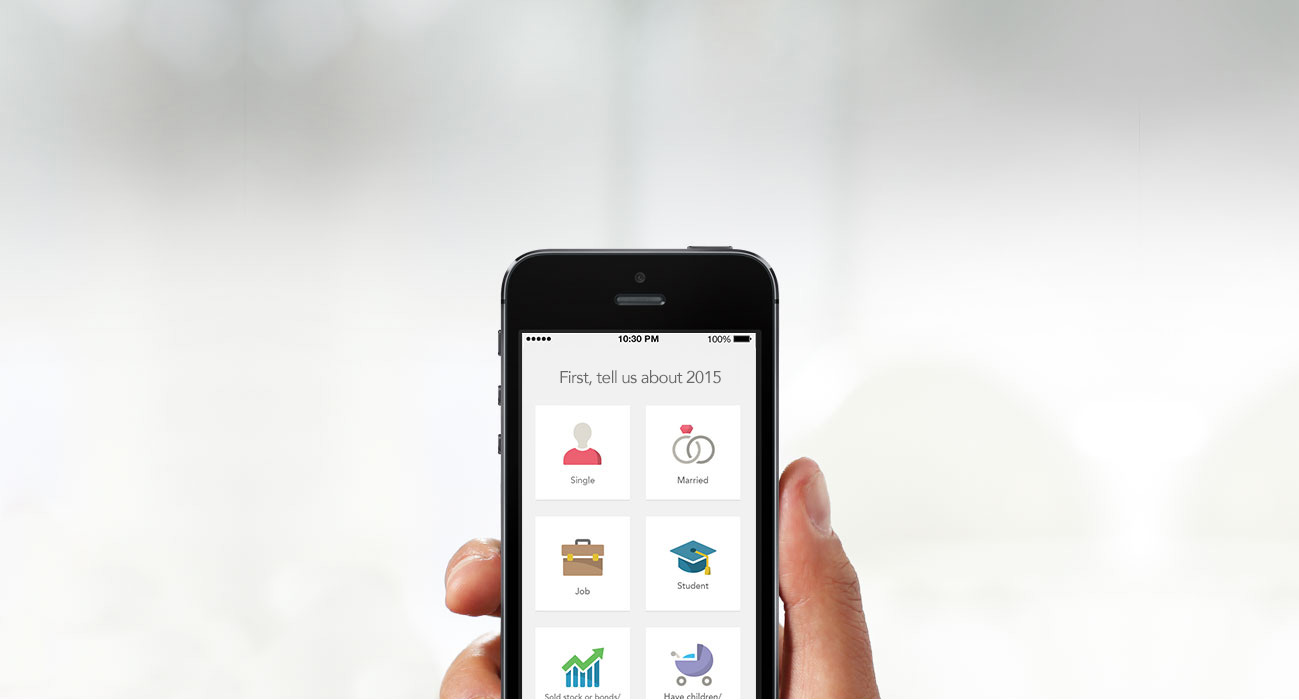 10:30 PM 100%
First, tell us about 2015
Single Married
Job Student
Sold stock or bonds/ Have children/